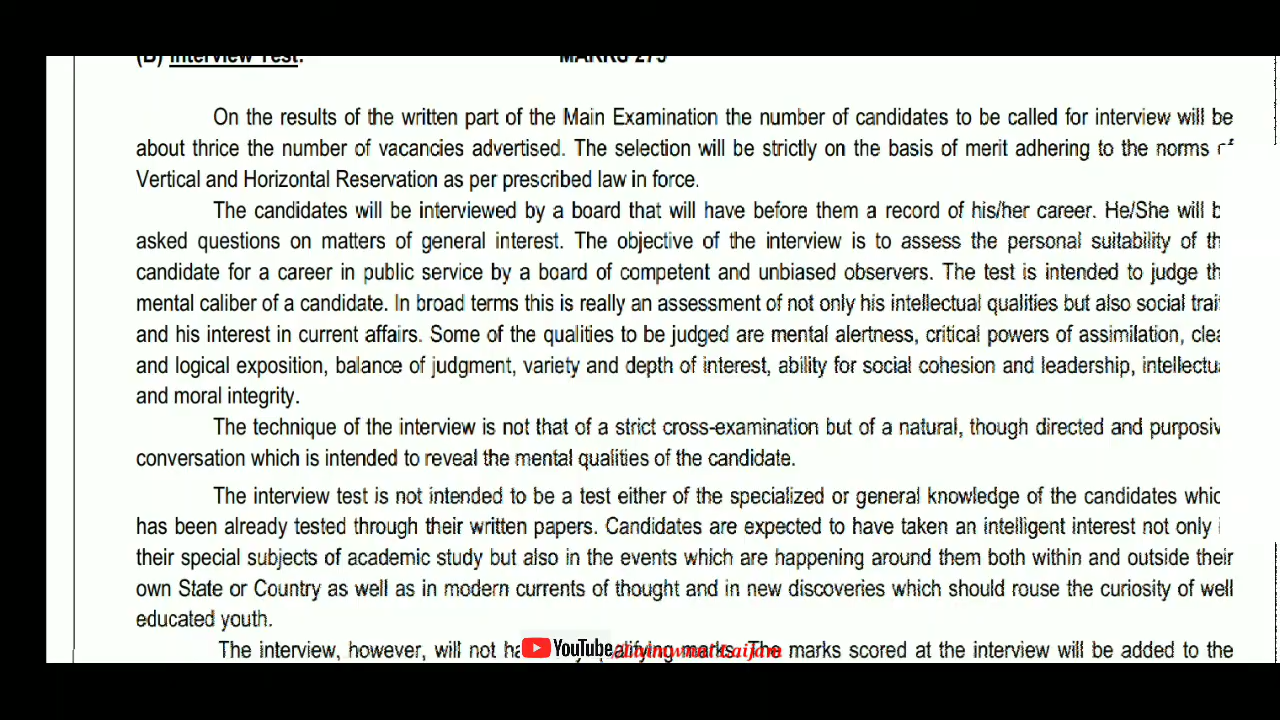 (D) Interview Test: MARKS 275
On the results of the written part of the Main Examination the number of candidates to be called for interview will be
about thrice the number of vacancies advertised. The selection will be strictly on the basis of merit adhering to the norms of
Vertical and Horizontal Reservation as per prescribed law in force.
The candidates will be interviewed by a board that will have before them a record of his/her career. He/She will b
asked questions on matters of general interest. The objective of the interview is to assess the personal suitability of th
candidate for a career in public service by a board of competent and unbiased observers. The test is intended to judge th
mental caliber of a candidate. In broad terms this is really an assessment of not only his intellectual qualities but also social trai
and his interest in current affairs. Some of the qualities to be judged are mental alertness, critical powers of assimilation, clea
and logical exposition, balance of judgment, variety and depth of interest, ability for social cohesion and leadership, intellectu
and moral integrity.
The technique of the interview is not that of a strict cross-examination but of a natural, though directed and purposiv
conversation which is intended to reveal the mental qualities of the candidate.
The interview test is not intended to be a test either of the specialized or general knowledge of the candidates whic
has been already tested through their written papers. Candidates are expected to have taken an intelligent interest not only i
their special subjects of academic study but also in the events which are happening around them both within and outside their
own State or Country as well as in modern currents of thought and in new discoveries which should rouse the curiosity of well
educated youth.
The interview, however, will not ha qualifying marks. The marks scored at the interview will be added to the
YouTube Laijam